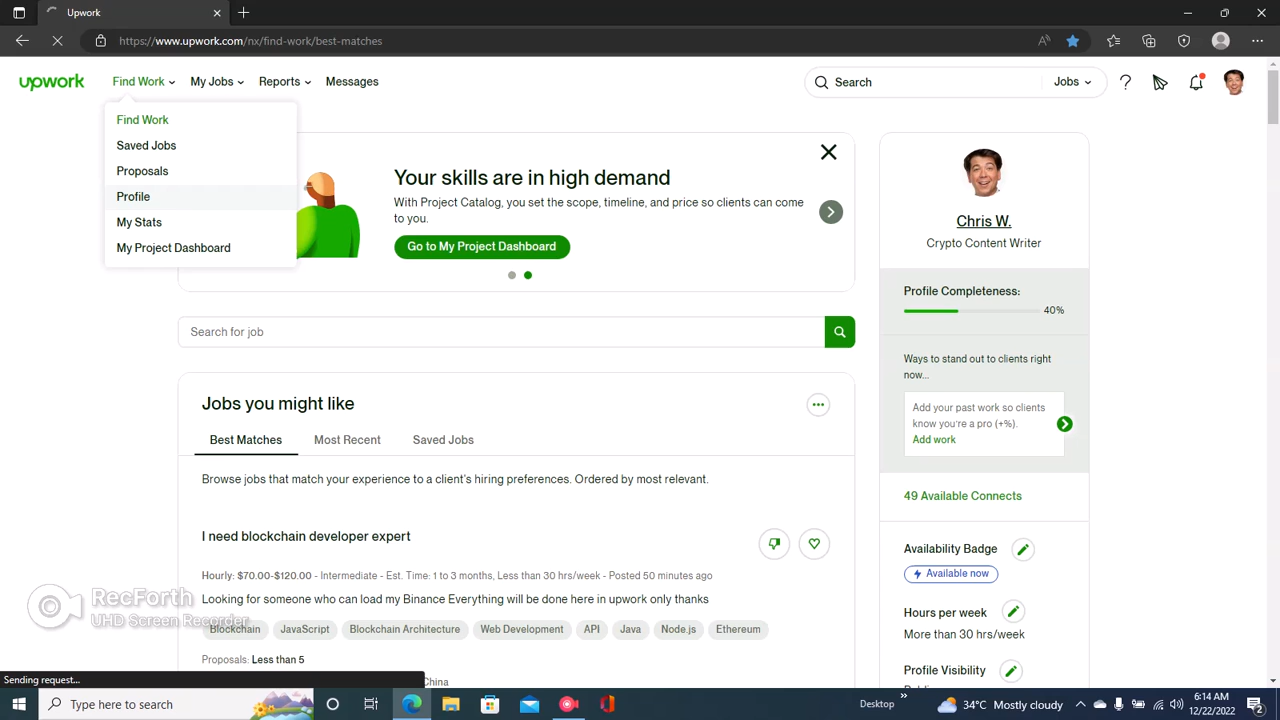 Upwork
https://www.upwork.com/nx/find-work/best-matches
upwork
Find Work
My Jobs
Reports
Messages
Search
Jobs
Find Work
Saved Jobs
Proposals
Profile
My Stats
My Project Dashboard
Your skills are in high demand
With Project Catalog, you set the scope, timeline, and price so clients can come
to you.
Go to My Project Dashboard
Search for job
Jobs you might like
Best Matches
Most Recent
Saved Jobs
Browse jobs that match your experience to a client's hiring preferences. Ordered by most relevant.
I need blockchain developer expert
Hourly: - Intermediate - Est. Time: 1 to 3 months, Less than 30 hrs/week - Posted 50 minutes ago
Looking for someone who can load my Binance Everything will be done here in upwork only thanks
Blockchain
JavaScript
Blockchain Architecture
Web Development
API
Java
Node.js
Ethereum
Proposals: Less than 5
China
Chris W.
Crypto Content Writer
Profile Completeness:
40%
Ways to stand out to clients right
now...
Add your past work so clients
know you're a pro (+%).
Add work
49 Available Connects
Availability Badge
Available now
Hours per week
More than 30 hrs/week
Profile Visibility
RecForth
UHD Screen Recorder
Sending request...
Type here to search
Desktop
34°C Mostly cloudy
6:14 AM
12/22/2022
2